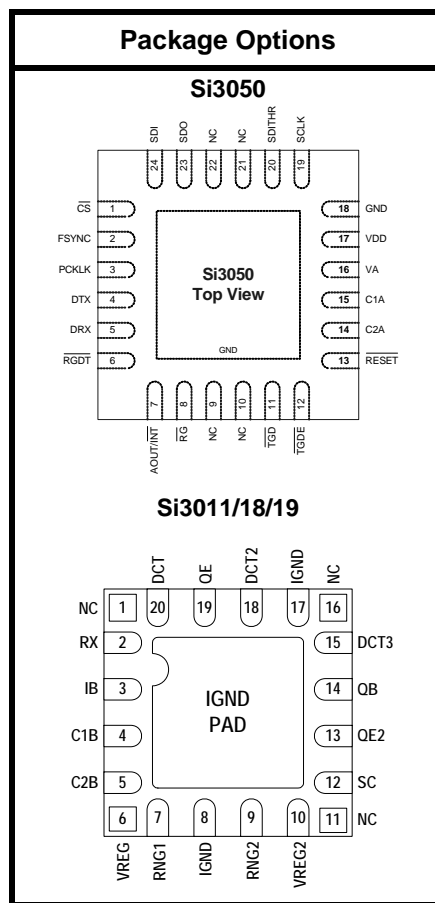 Package Options
Si3050
SDI
SDO
NC
NC
SDITHR
SCLK
24
23
22
21
20
19
CS 1
FSYNC 2
PCKLK 3
DTX 4
DRX 5
RGDT 6
18 GND
17 VDD
16 VA
15 C1A
14 C2A
13 RESET
Si3050
Top View
GND
7
8
9
10
11
12
AOUT/INT
RG
NC
NC
TGD
TGDE
Si3011/18/19
DCT
QE
DCT2
IGND
NC
NC 1
20
19
18
17
16
RX 2
IB 3
C1B 4
C2B 5
15 DCT3
14 QB
13 QE2
12 SC
IGND
PAD
6
7
8
9
10
11 NC
VREG
RNG1
IGND
RNG2
VREG2